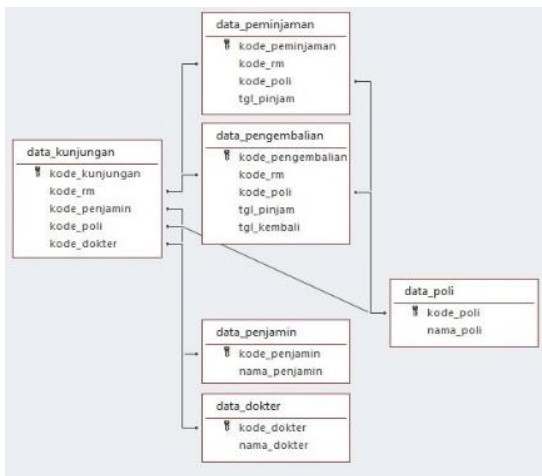 data_peminjaman
kode_peminjaman
kode_rm
kode_poli
tgl_pinjam
data_pengembalian
kode_pengembalian
kode_rm
kode_poli
tgl_pinjam
tgl_kembali
data_kunjungan
kode_kunjungan
kode_rm
kode_penjamin
kode_poli
kode_dokter
data_poli
kode_poli
nama_poli
data_penjamin
kode_penjamin
nama_penjamin
data_dokter
kode_dokter
nama_dokter